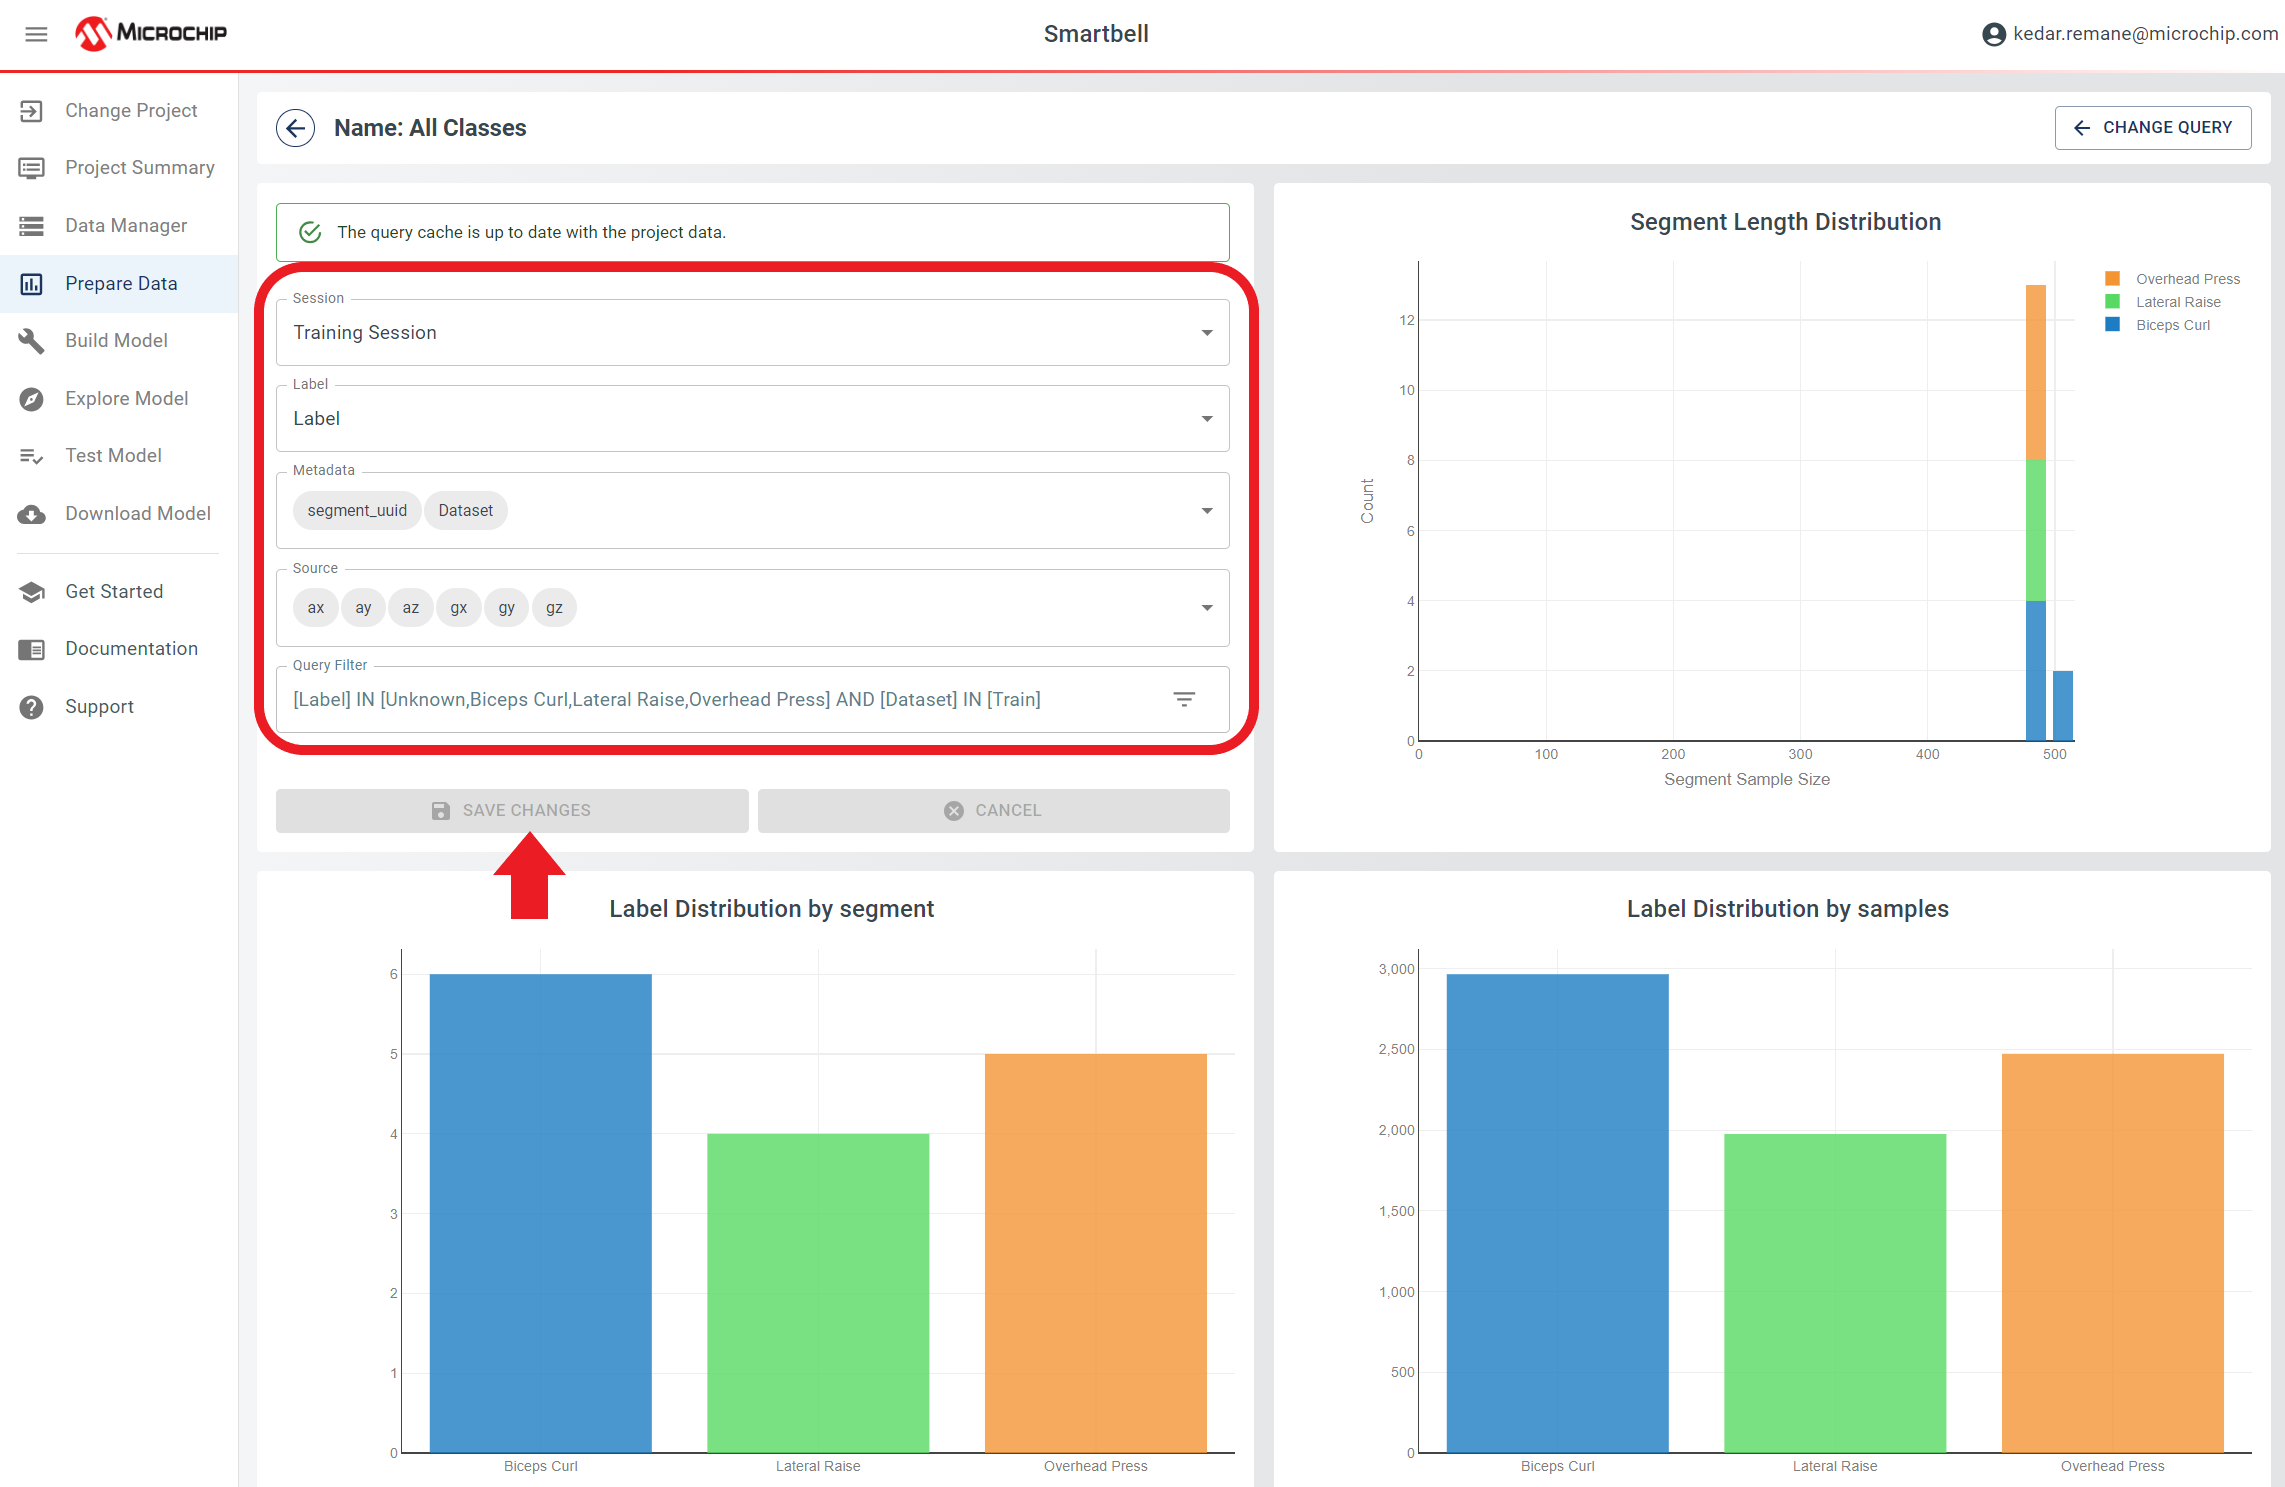 MICROCHIP
Smartbell
kedar.remane@microchip.com
Change Project
Project Summary
Data Manager
Prepare Data
Build Model
Explore Model
Test Model
Download Model
Get Started
Documentation
Support
Name: All Classes
CHANGE QUERY
The query cache is up to date with the project data.
Session
Training Session
Label
Label
Metadata
segment_uuid Dataset
Source
ax ay az gx gy gz
Query Filter
[Label] IN [Unknown,Biceps Curl,Lateral Raise,Overhead Press] AND [Dataset] IN [Train]
SAVE CHANGES
CANCEL
Segment Length Distribution
Overhead Press
Lateral Raise
Biceps Curl
12
10
8
6
4
2
0
Count
0 100 200 300 400 500
Segment Sample Size
Label Distribution by segment
6
5
4
3
2
1
0
Biceps Curl Lateral Raise Overhead Press
Label Distribution by samples
3,000
2,500
2,000
1,500
1,000
500
0
Biceps Curl Lateral Raise Overhead Press